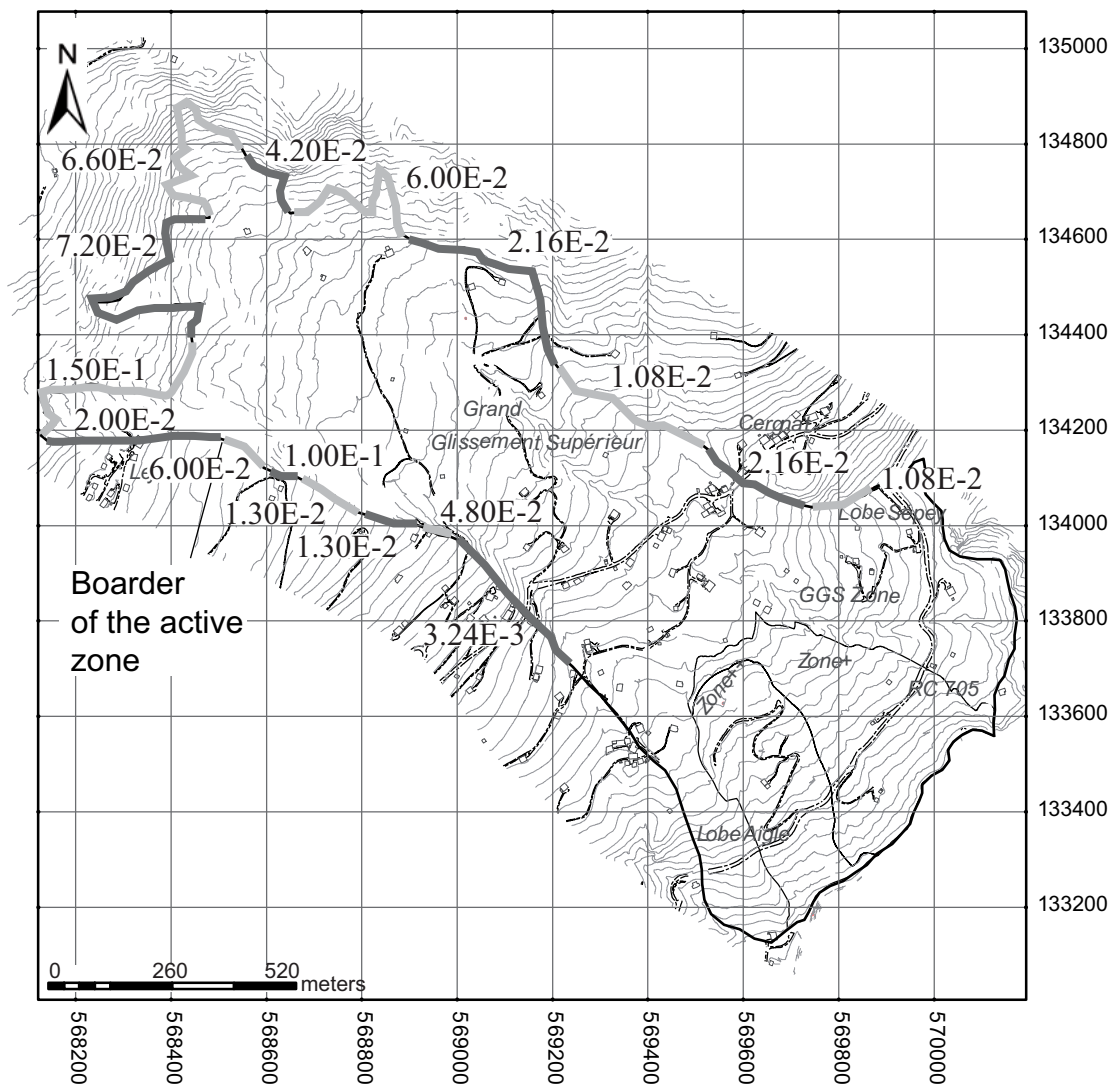 N
135000
134800
134600
134400
134200
134000
133800
133600
133400
133200
6.60E-2
4.20E-2
6.00E-2
7.20E-2
2.16E-2
1.50E-1
1.08E-2
2.00E-2
Grand
Glissement Supérieur
Cergnat
6.00E-2
1.00E-1
2.16E-2
1.08E-2
1.30E-2
4.80E-2
Lobe Sépey
1.30E-2
Boarder
of the active
zone
GGS Zone
3.24E-3
Zone+
Zone++
RC 705
Lobe Aigle
0 260 520
meters
568200
568400
568600
568800
569000
569200
569400
569600
569800
570000